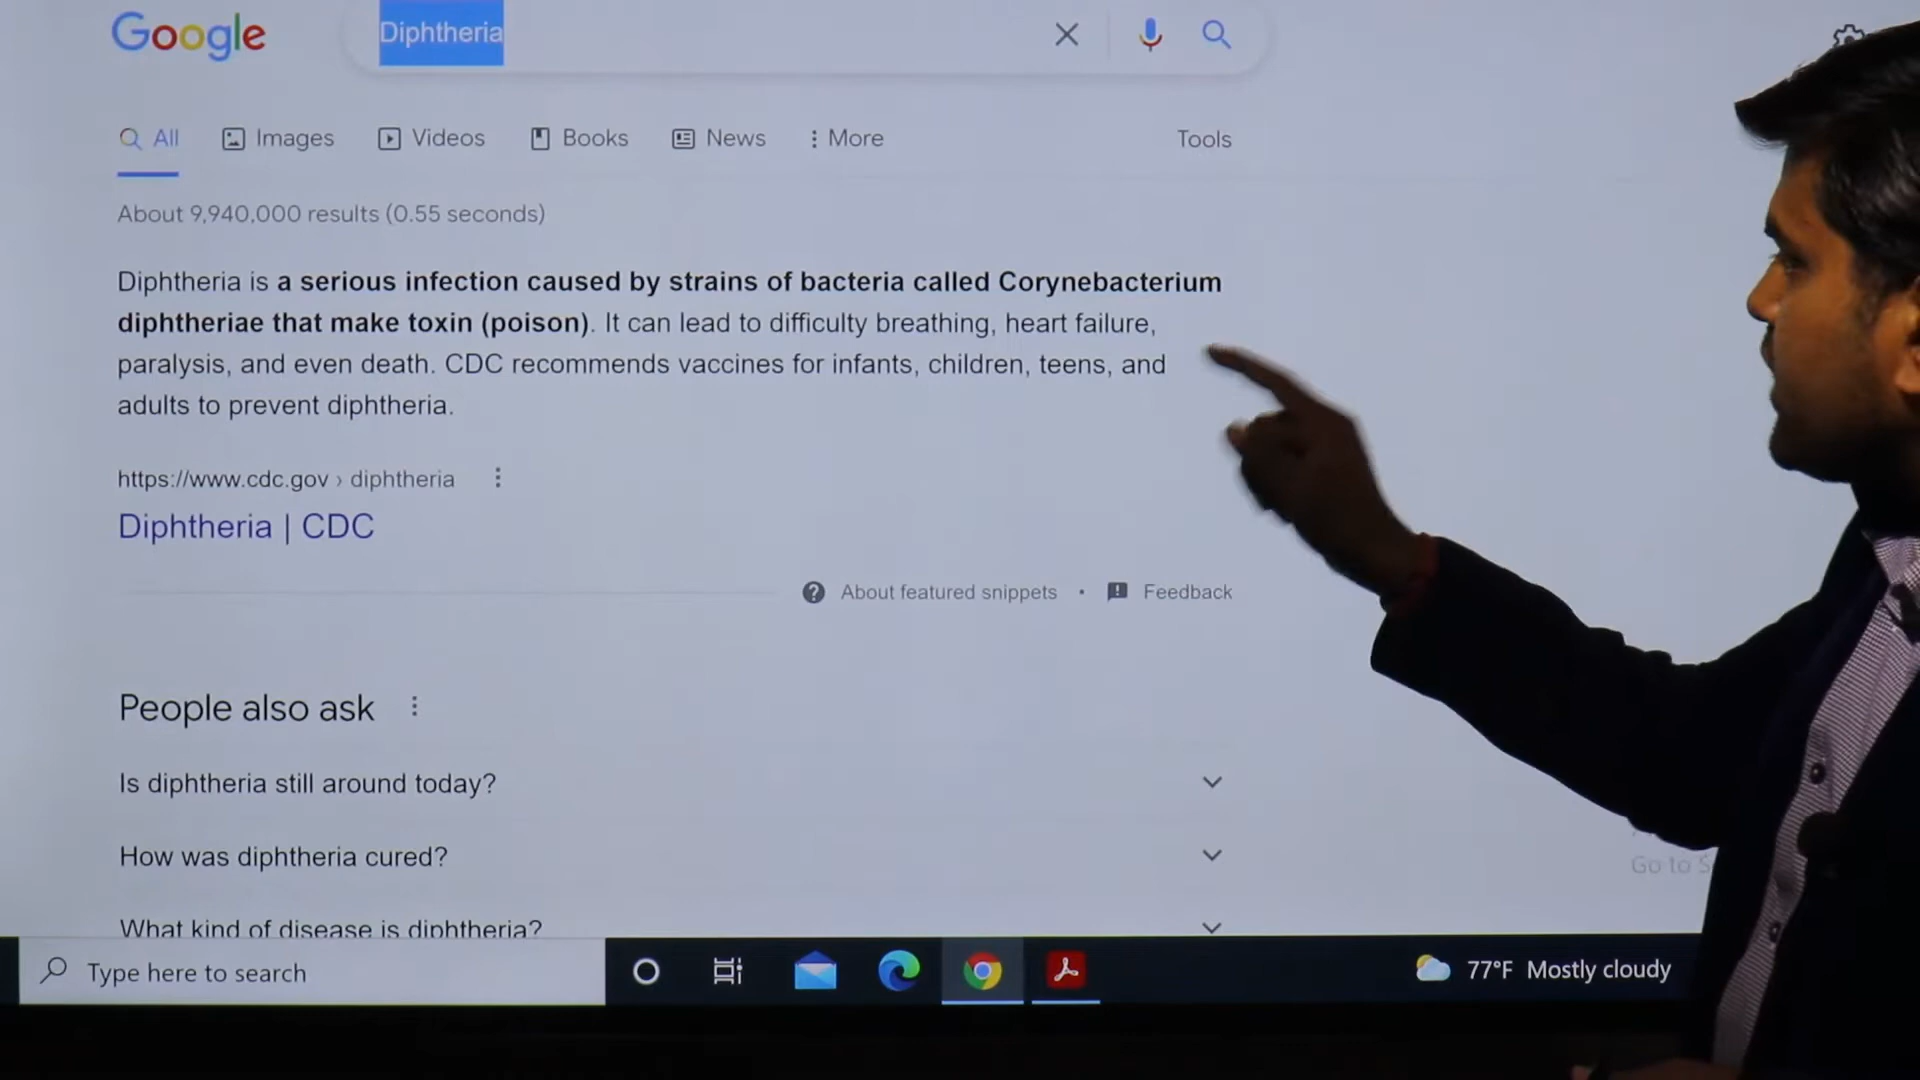 Google
Diphtheria
All Images Videos Books News More Tools
About 9,940,000 results (0.55 seconds)
Diphtheria is a serious infection caused by strains of bacteria called Corynebacterium
diphtheriae that make toxin (poison). It can lead to difficulty breathing, heart failure,
paralysis, and even death. CDC recommends vaccines for infants, children, teens, and
adults to prevent diphtheria.
https://www.cdc.gov › diphtheria
Diphtheria | CDC
About featured snippets • Feedback
People also ask
Is diphtheria still around today?
How was diphtheria cured?
Go to S
What kind of disease is diphtheria?
Type here to search
77°F Mostly cloudy